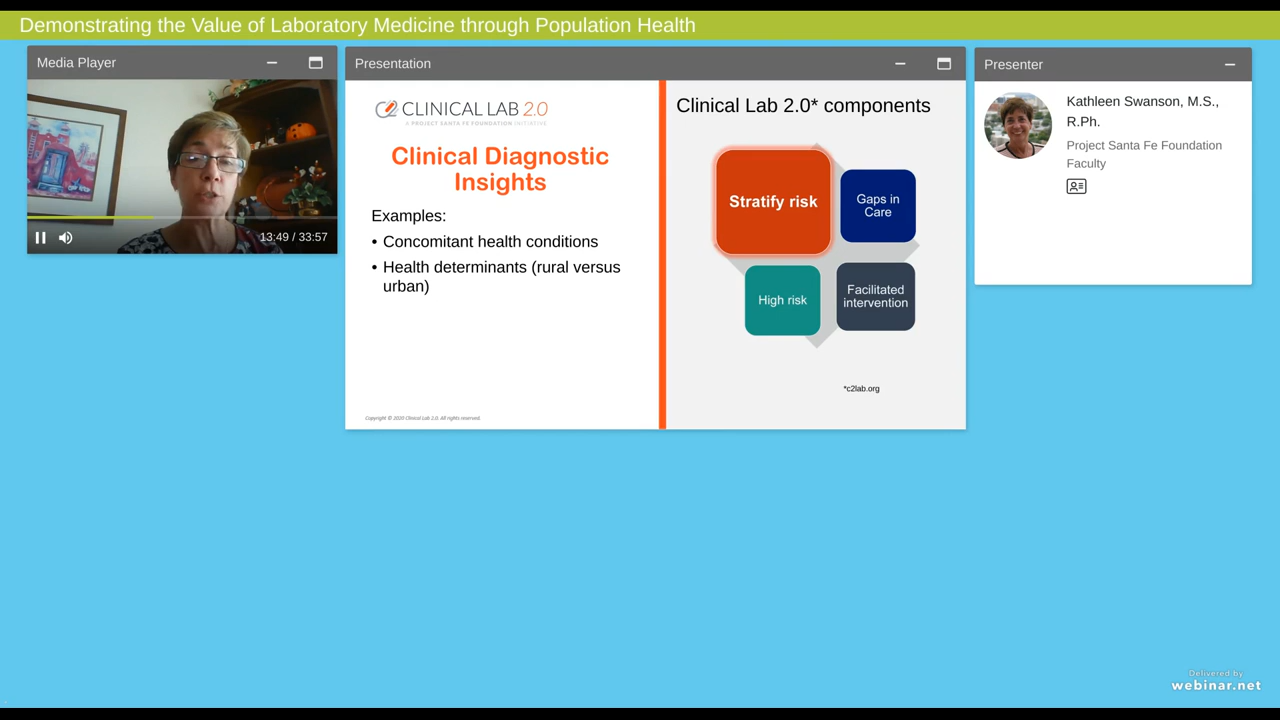 Demonstrating the Value of Laboratory Medicine through Population Health
Media Player
13:49 / 33:57
Presentation
CLINICAL LAB 2.0
A PROJECT SANTA FE FOUNDATION INITIATIVE
Clinical Diagnostic
Insights
Examples:
• Concomitant health conditions
• Health determinants (rural versus
urban)
Copyright © 2020 Clinical Lab 2.0. All rights reserved.
Clinical Lab 2.0* components
Stratify risk
Gaps in
Care
High risk
Facilitated
intervention
*c2lab.org
Presenter
Kathleen Swanson, M.S.,
R.Ph.
Project Santa Fe Foundation
Faculty
Delivered by
webinar.net